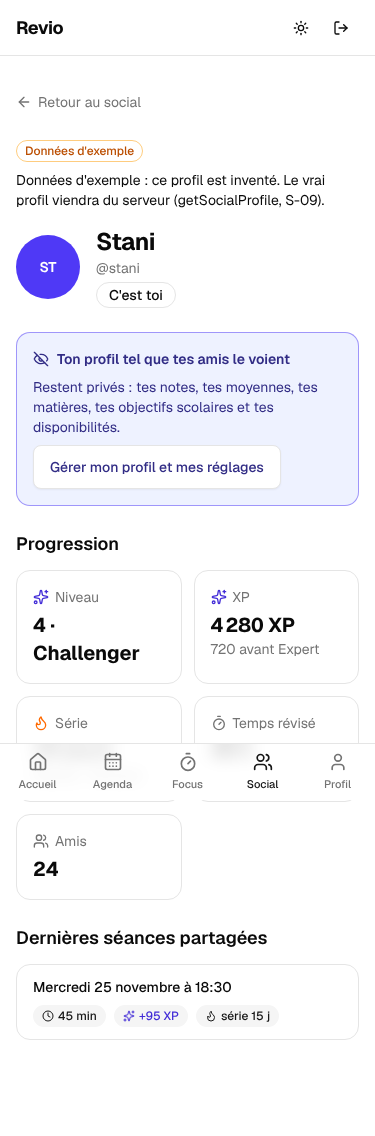 Revio
Retour au social
Données d'exemple
Données d'exemple : ce profil est inventé. Le vrai
profil viendra du serveur (getSocialProfile, S-09).
ST
Stani
@stani
C'est toi
Ton profil tel que tes amis le voient
Restent privés : tes notes, tes moyennes, tes
matières, tes objectifs scolaires et tes
disponibilités.
Gérer mon profil et mes réglages
Progression
Niveau
4 ·
Challenger
XP
4 280 XP
720 avant Expert
Série
Temps révisé
Accueil
Agenda
Focus
Social
Profil
Amis
24
Dernières séances partagées
Mercredi 25 novembre à 18:30
45 min
+95 XP
série 15 j